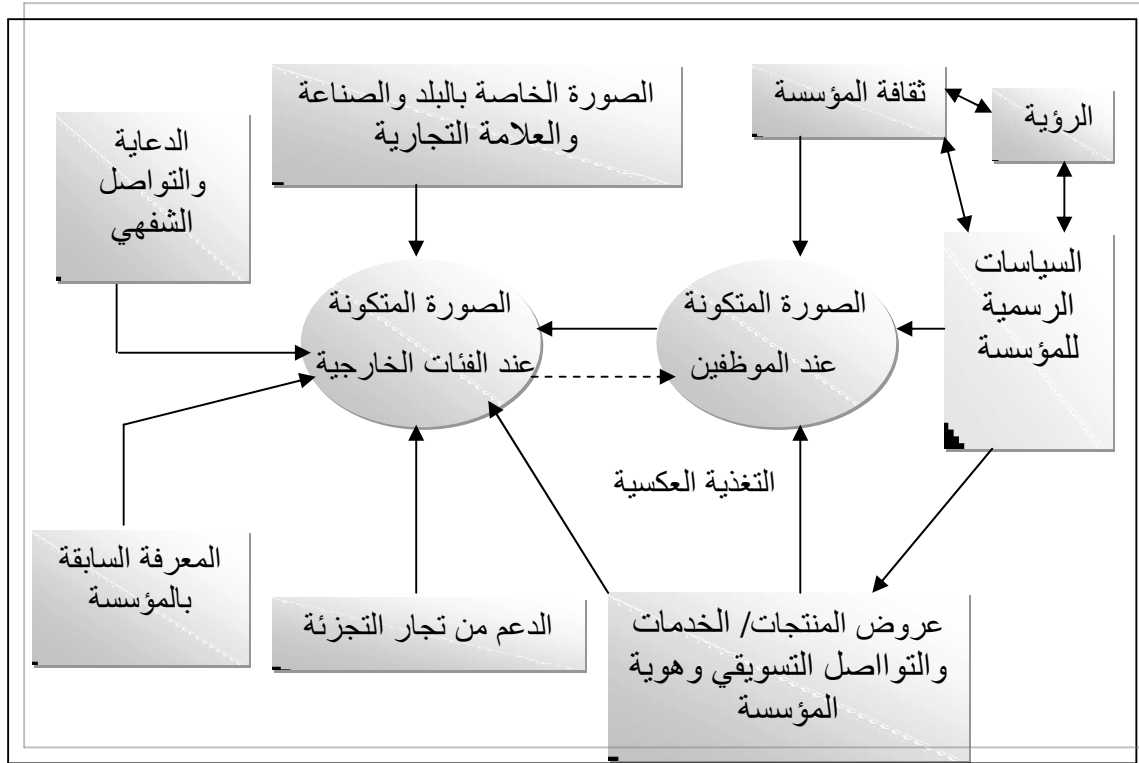 ثقافة المؤسسة
الرؤية
الصورة الخاصة بالبلد والصناعة
والعلامة التجارية
الدعاية
والتواصل
الشفهي
السياسات
الرسمية
للمؤسسة
الصورة المتكونة
عند الموظفين
الصورة المتكونة
عند الفئات الخارجية
التغذية العكسية
عروض المنتجات/ الخدمات
والتوااصل التسويقي وهوية
المؤسسة
الدعم من تجار التجزئة
المعرفة السابقة
بالمؤسسة